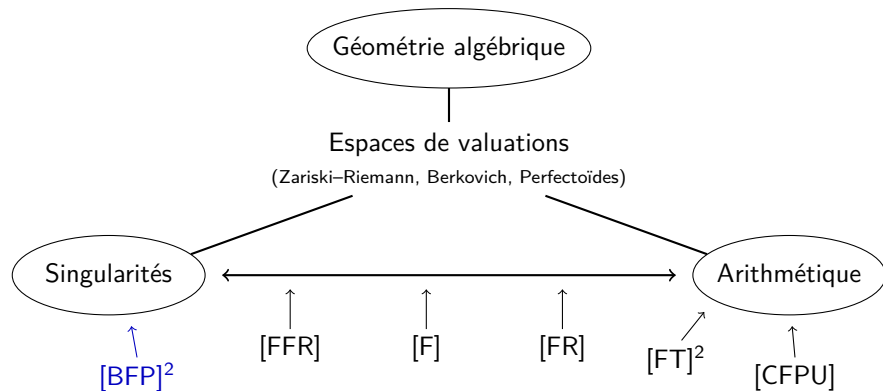 Géométrie algébrique
Espaces de valuations
(Zariski–Riemann, Berkovich, Perfectoïdes)
Singularités
Arithmétique
[FFR]
[F]
[FR]
[FT]²
[BFP]²
[CFPU]